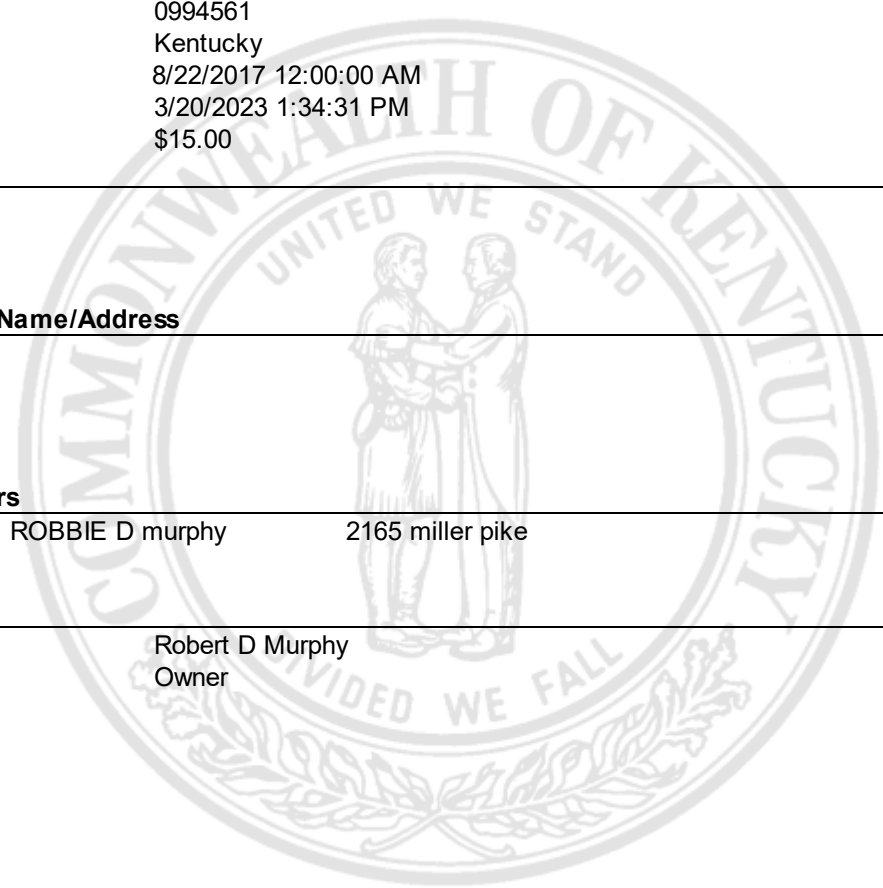 0994561
Kentucky
8/22/2017 12:00:00 AM
3/20/2023 1:34:31 PM
$15.00
COMMONWEALTH OF KENTUCKY
UNITED WE STAND
Name/Address
rs
ROBBIE D murphy 2165 miller pike
Robert D Murphy
Owner
DIVIDED WE FALL